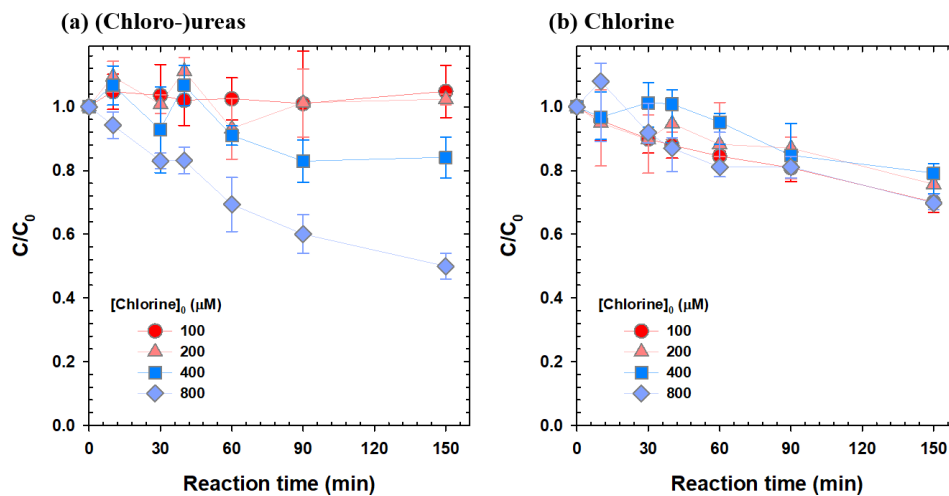 (a) (Chloro-)ureas
C/C0
1.0
0.8
0.6
0.4
0.2
0.0
[Chlorine]0 (μM)
100
200
400
800
0 30 60 90 120 150
Reaction time (min)
(b) Chlorine
C/C0
1.0
0.8
0.6
0.4
0.2
0.0
[Chlorine]0 (μM)
100
200
400
800
0 30 60 90 120 150
Reaction time (min)